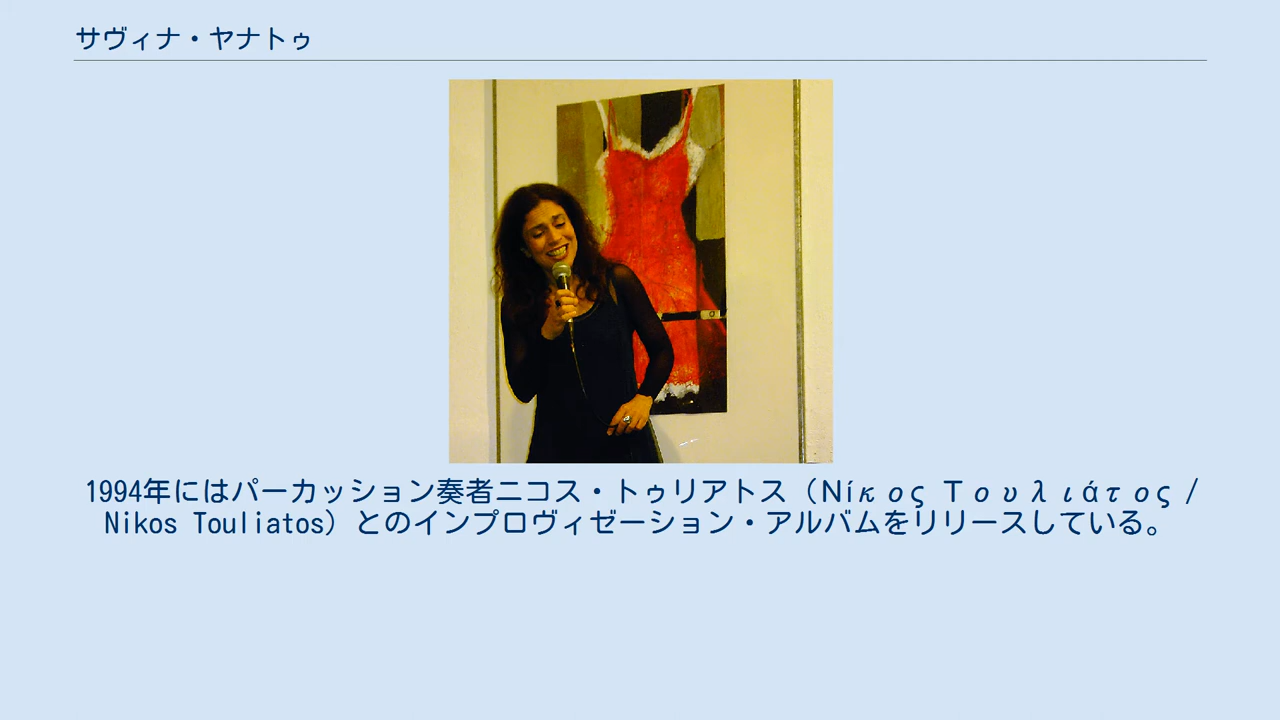 サヴィナ・ヤナトゥ
1994年にはパーカッション奏者ニコス・トゥリアトス（Νίκος Τουλιάτος /
Nikos Touliatos）とのインプロヴィゼーション・アルバムをリリースしている。